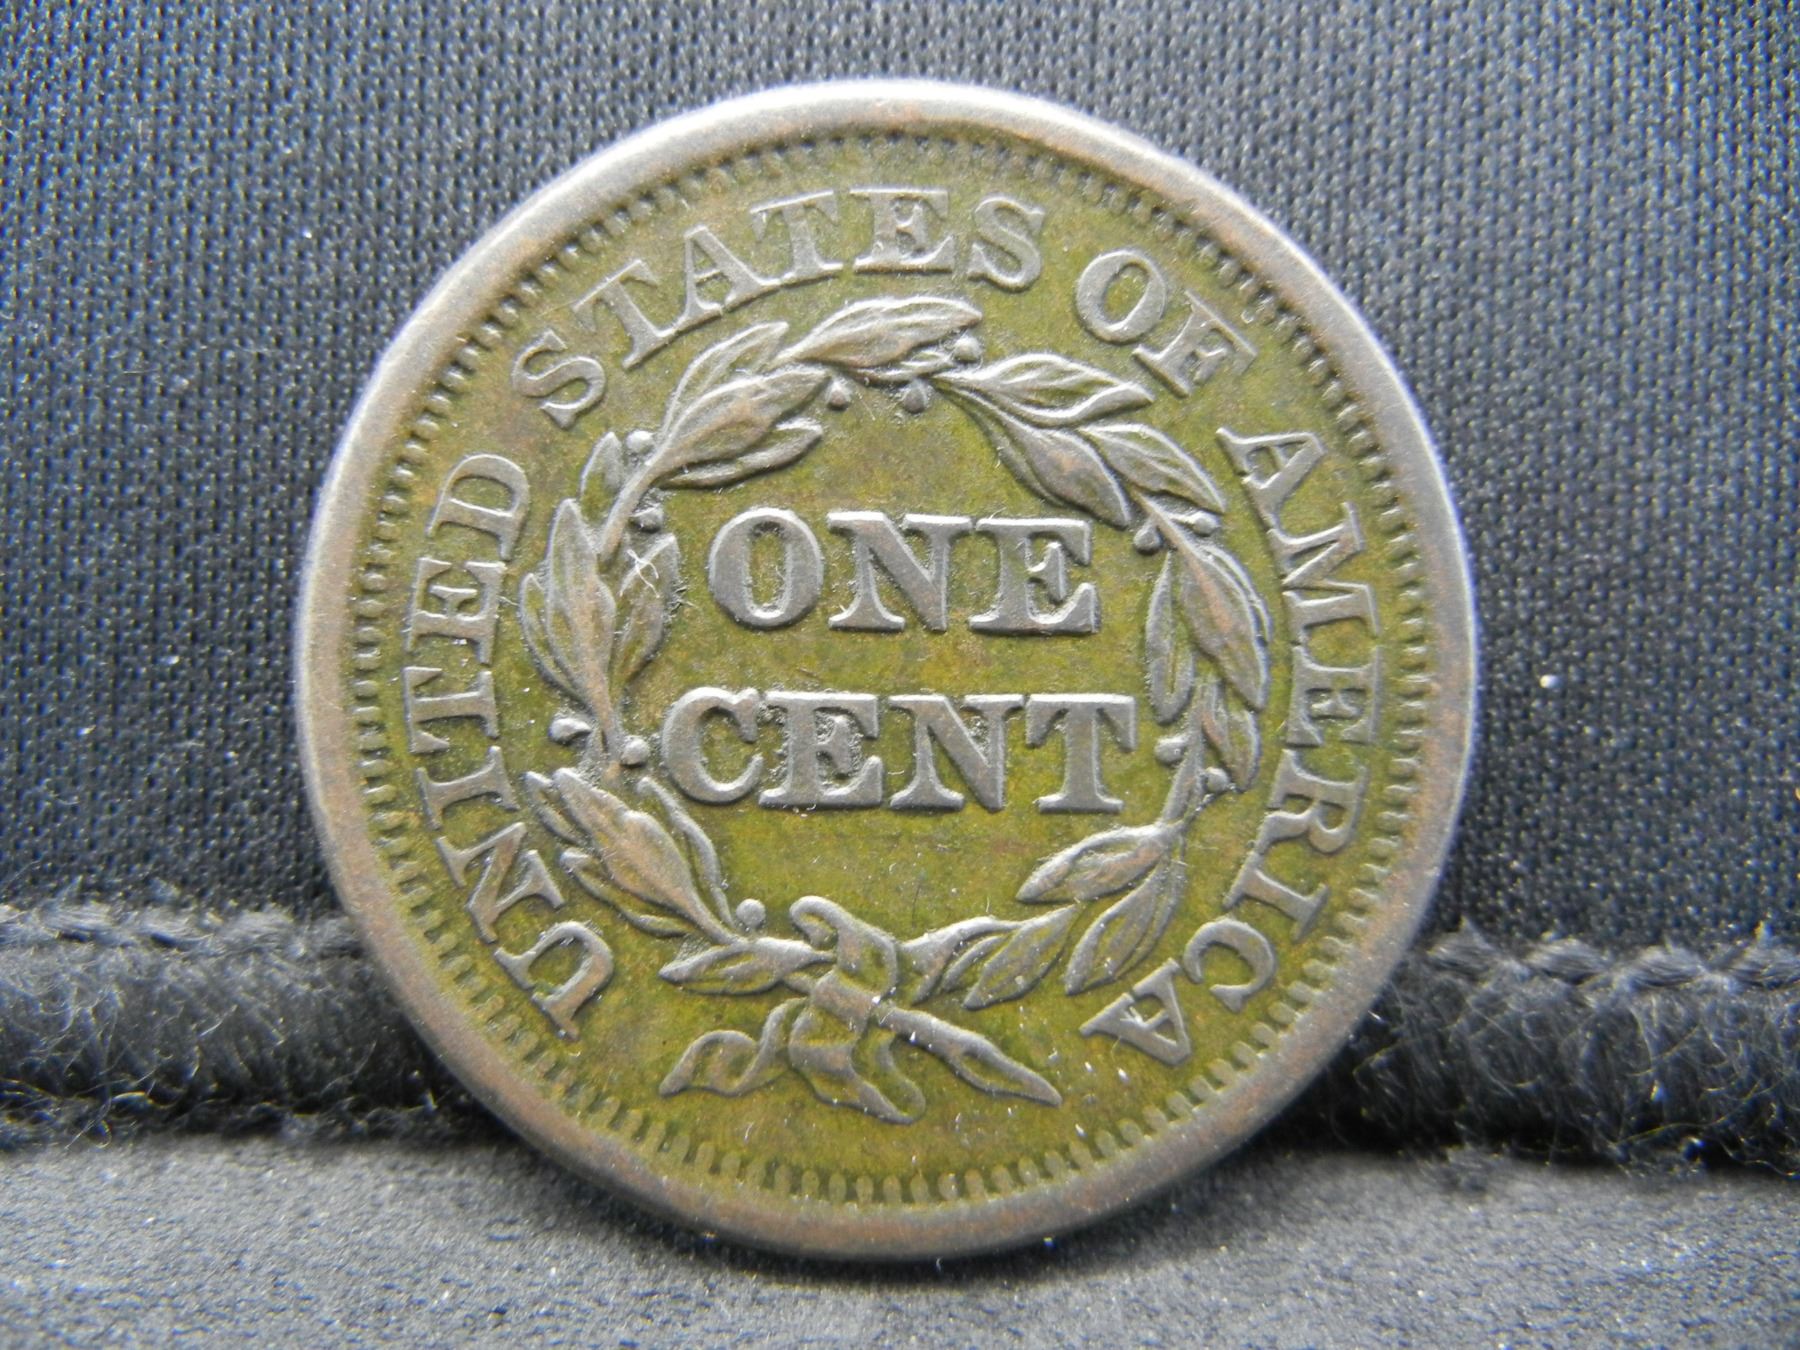 UNITED STATES OF AMERICA
ONE
CENT